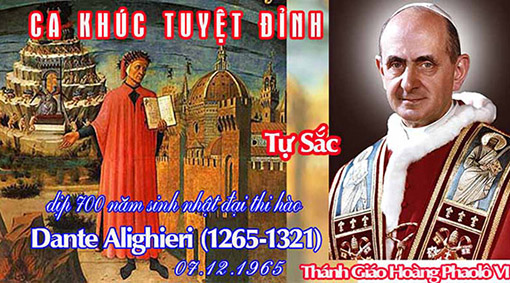 CA KHÚC TUYỆT ĐỈNH
Tự Sắc
dịp 700 năm sinh nhật đại thi hào
Dante Alighieri (1265-1321)
07.12.1965
Thánh Giáo Hoàng Phaolô VI